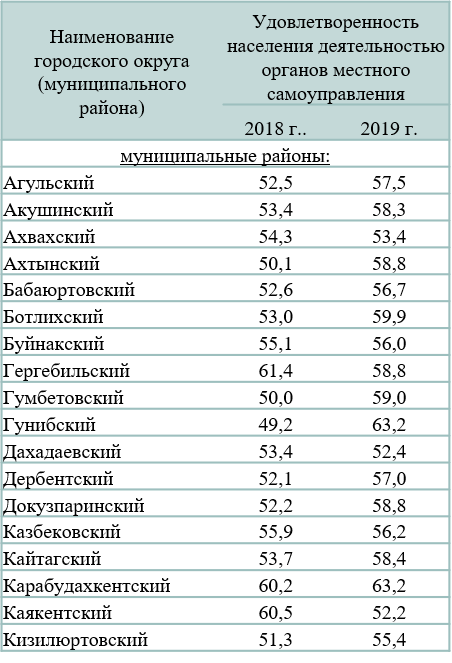 Наименование
городского округа
(муниципального
района)
Удовлетворенность
населения деятельностью
органов местного
самоуправления
2018 г.. 2019 г.
муниципальные районы:
Агульский 52,5 57,5
Акушинский 53,4 58,3
Ахвахский 54,3 53,4
Ахтынский 50,1 58,8
Бабаюртовский 52,6 56,7
Ботлихский 53,0 59,9
Буйнакский 55,1 56,0
Гергебильский 61,4 58,8
Гумбетовский 50,0 59,0
Гунибский 49,2 63,2
Дахадаевский 53,4 52,4
Дербентский 52,1 57,0
Докузпаринский 52,2 58,8
Казбековский 55,9 56,2
Кайтагский 53,7 58,4
Карабудахкентский 60,2 63,2
Каякентский 60,5 52,2
Кизилюртовский 51,3 55,4